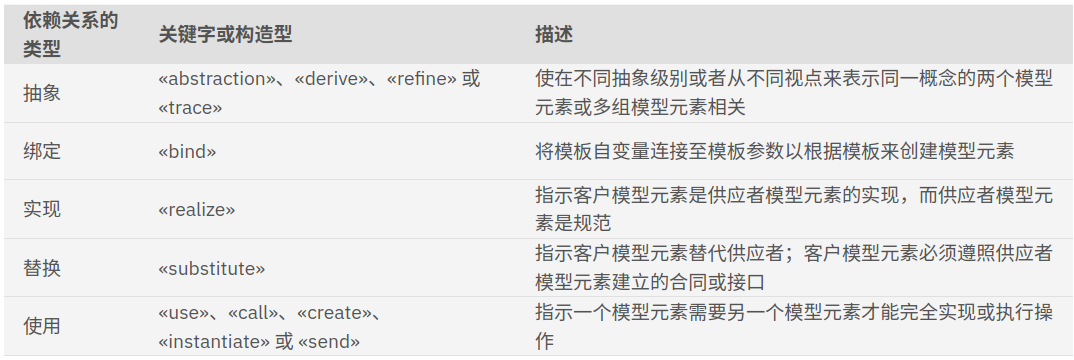 依赖关系的
类型
关键字或构造型
描述
抽象
«abstraction»、«derive»、«refine» 或
«trace»
使在不同抽象级别或者从不同视点来表示同一概念的两个模型
元素或多组模型元素相关
绑定
«bind»
将模板自变量连接至模板参数以根据模板来创建模型元素
实现
«realize»
指示客户模型元素是供应者模型元素的实现，而供应者模型元
素是规范
替换
«substitute»
指示客户模型元素替代供应者；客户模型元素必须遵照供应者
模型元素建立的合同或接口
使用
«use»、«call»、«create»、
«instantiate» 或 «send»
指示一个模型元素需要另一个模型元素才能完全实现或执行操
作